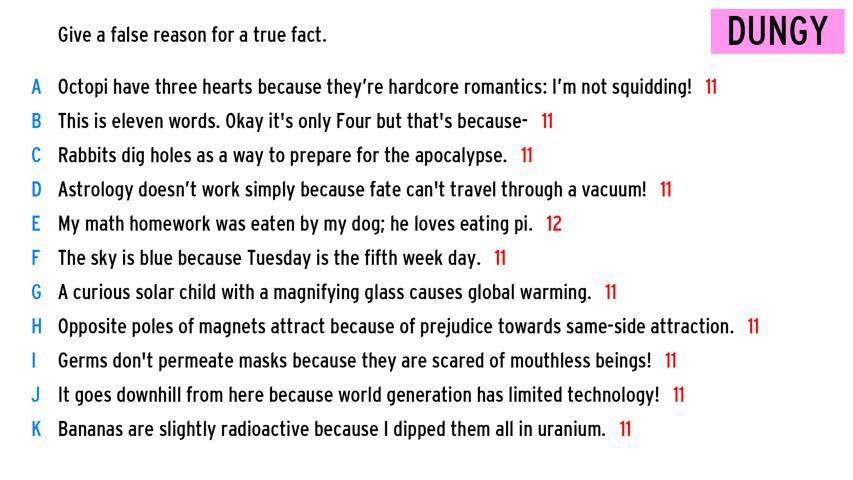 Give a false reason for a true fact.
DUNGY
A Octopi have three hearts because they're hardcore romantics: I'm not squidding! 11
B This is eleven words. Okay it's only Four but that's because- 11
C Rabbits dig holes as a way to prepare for the apocalypse. 11
D Astrology doesn't work simply because fate can't travel through a vacuum! 11
E My math homework was eaten by my dog; he loves eating pi. 12
F The sky is blue because Tuesday is the fifth week day. 11
G A curious solar child with a magnifying glass causes global warming. 11
H Opposite poles of magnets attract because of prejudice towards same-side attraction. 11
I Germs don't permeate masks because they are scared of mouthless beings! 11
J It goes downhill from here because world generation has limited technology! 11
K Bananas are slightly radioactive because I dipped them all in uranium. 11